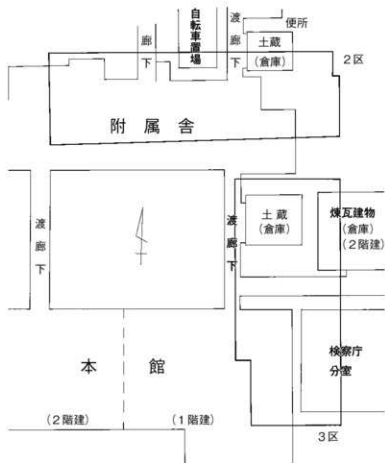 渡廊下
自転車置場
渡廊下
便所
土蔵
(倉庫)
2区
附属舎
渡廊下
渡廊下
土蔵
(倉庫)
煉瓦建物
(倉庫)
(2階建)
本館
検察庁
分室
(2階建)
(1階建)
3区